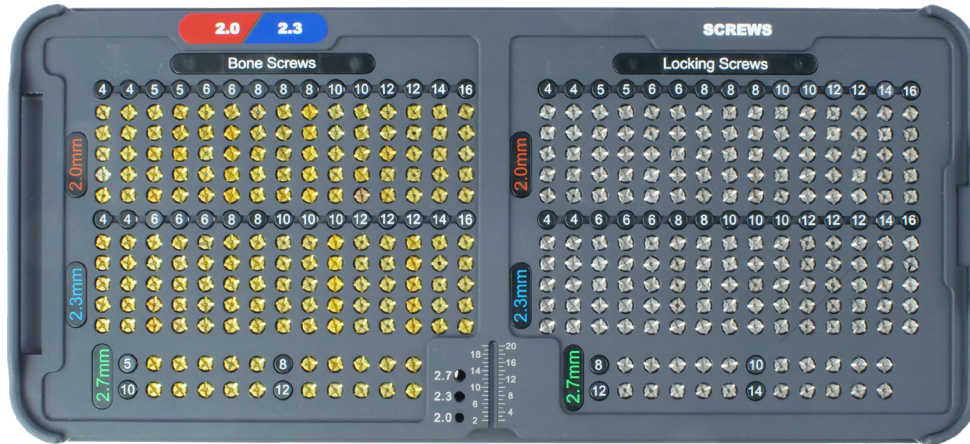 2.0 2.3
SCREWS
Bone Screws
Locking Screws
4 4 5 5 6 6 8 8 8 10 10 12 12 14 16
4 4 5 5 6 6 8 8 8 10 10 12 12 14 16
2.0mm
2.0mm
4 4 6 6 6 8 8 10 10 10 12 12 12 14 16
4 4 6 6 6 8 8 10 10 10 12 12 12 14 16
2.3mm
2.3mm
2.7mm
5 8
10 12
2.7
2.3
2.0
18 14 10 6 2
20 16 12 8 4
2.7mm
8 10
12 14